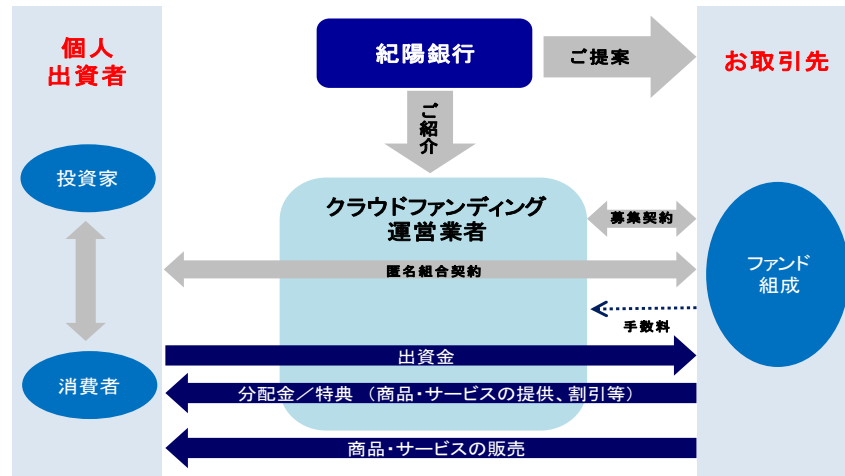 個人
出資者
紀陽銀行
ご提案
お取引先
ご紹介
投資家
クラウドファンディング
運営業者
募集契約
匿名組合契約
ファンド
組成
手数料
出資金
消費者
分配金／特典 (商品・サービスの提供、割引等)
商品・サービスの販売